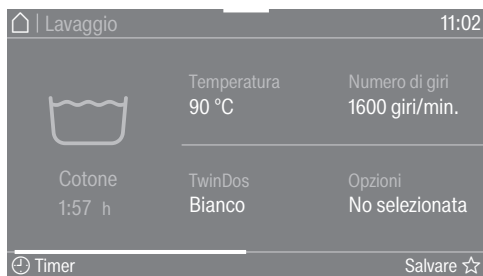 | Lavaggio 11:02
Temperatura Numero di giri
90 °C 1600 giri/min.
Cotone TwinDos Opzioni
1:57 h Bianco No selezionata
Timer Salvare